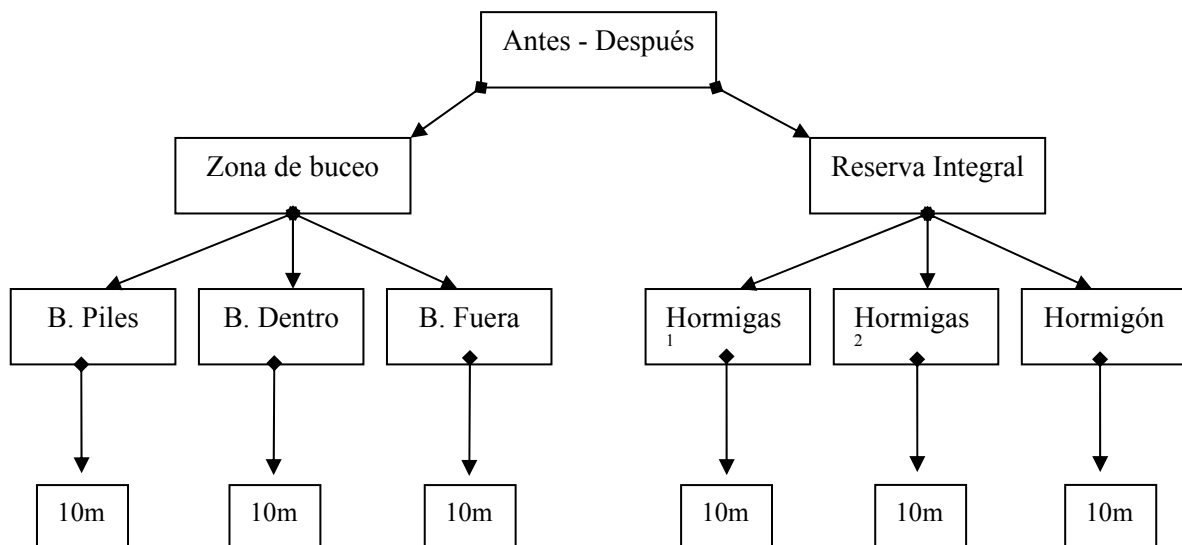 Antes - Después
Zona de buceo
Reserva Integral
B. Piles
B. Dentro
B. Fuera
Hormigas
1
Hormigas
2
Hormigón
10m
10m
10m
10m
10m
10m